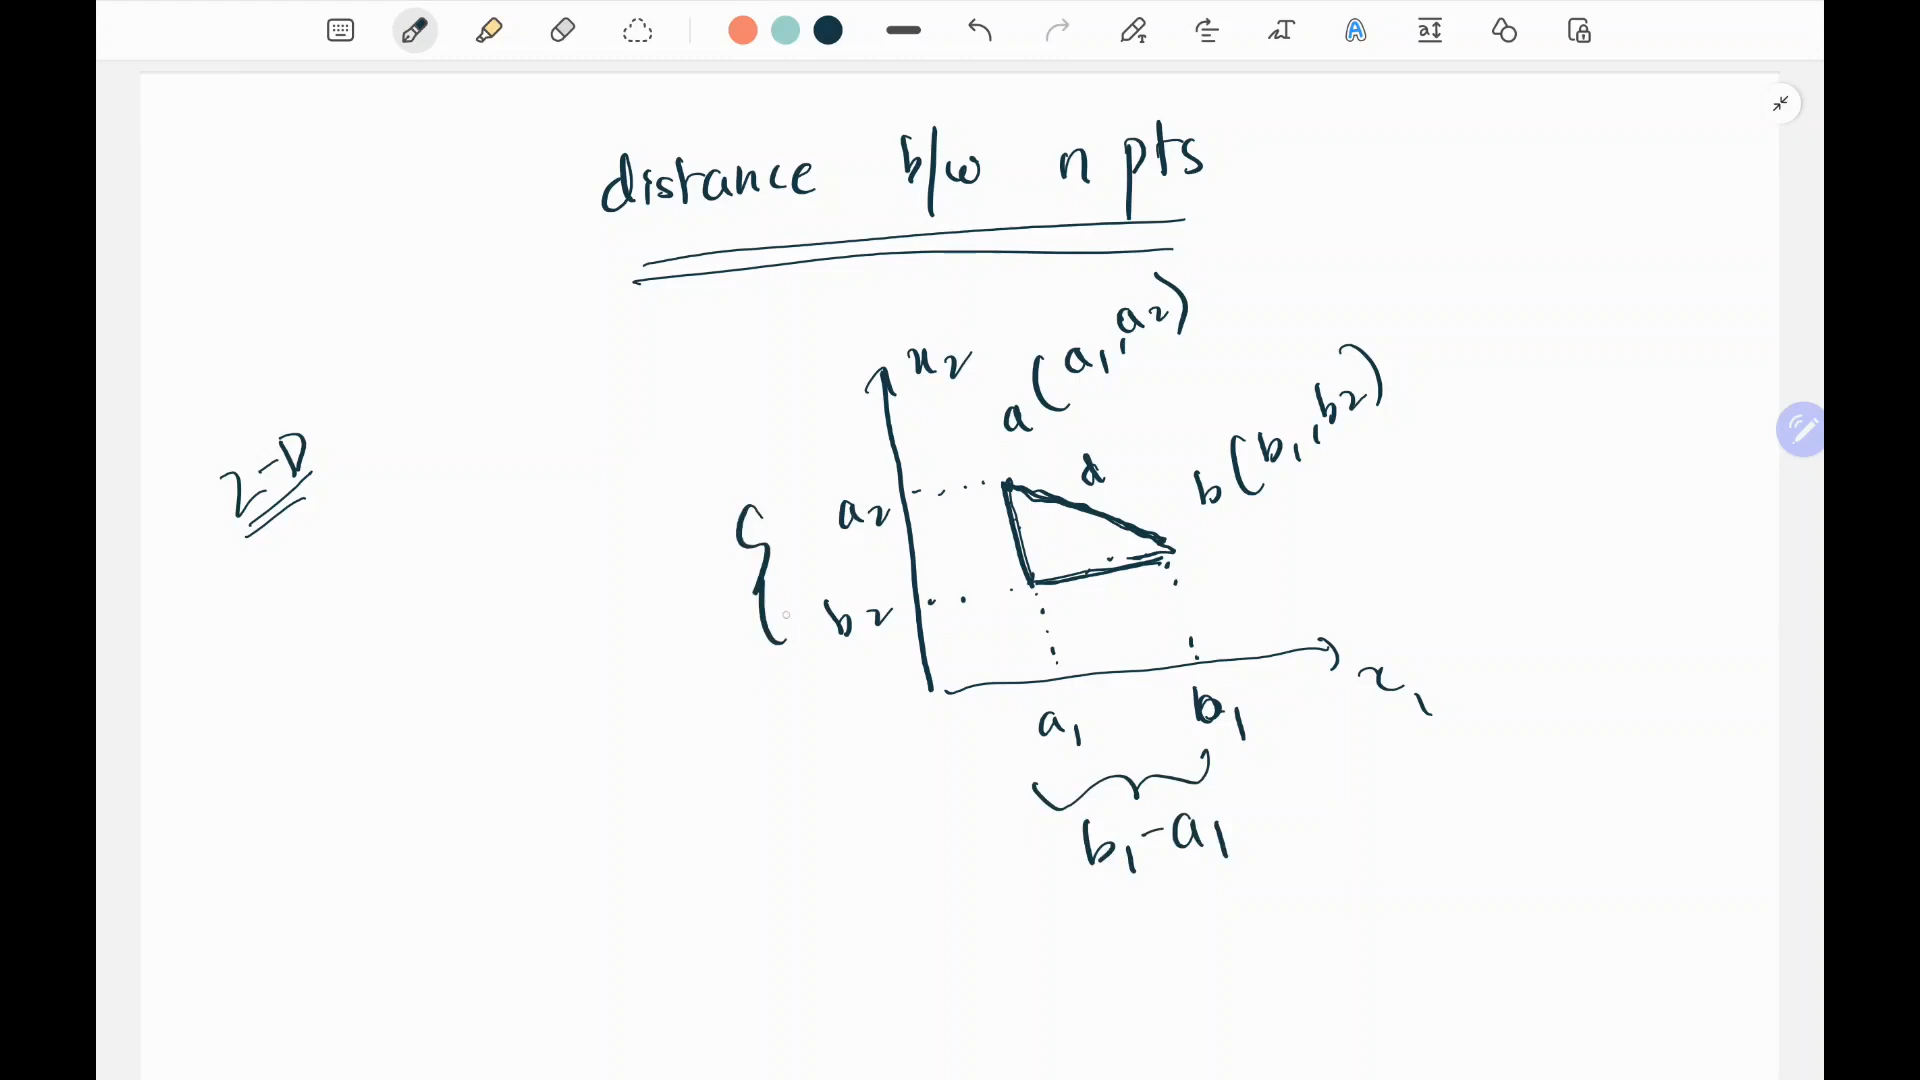 distance b/w n pts
x2
a (a1, a2)
b (b1, b2)
2-D
d
a2
b2
x1
a1
b1
b1-a1